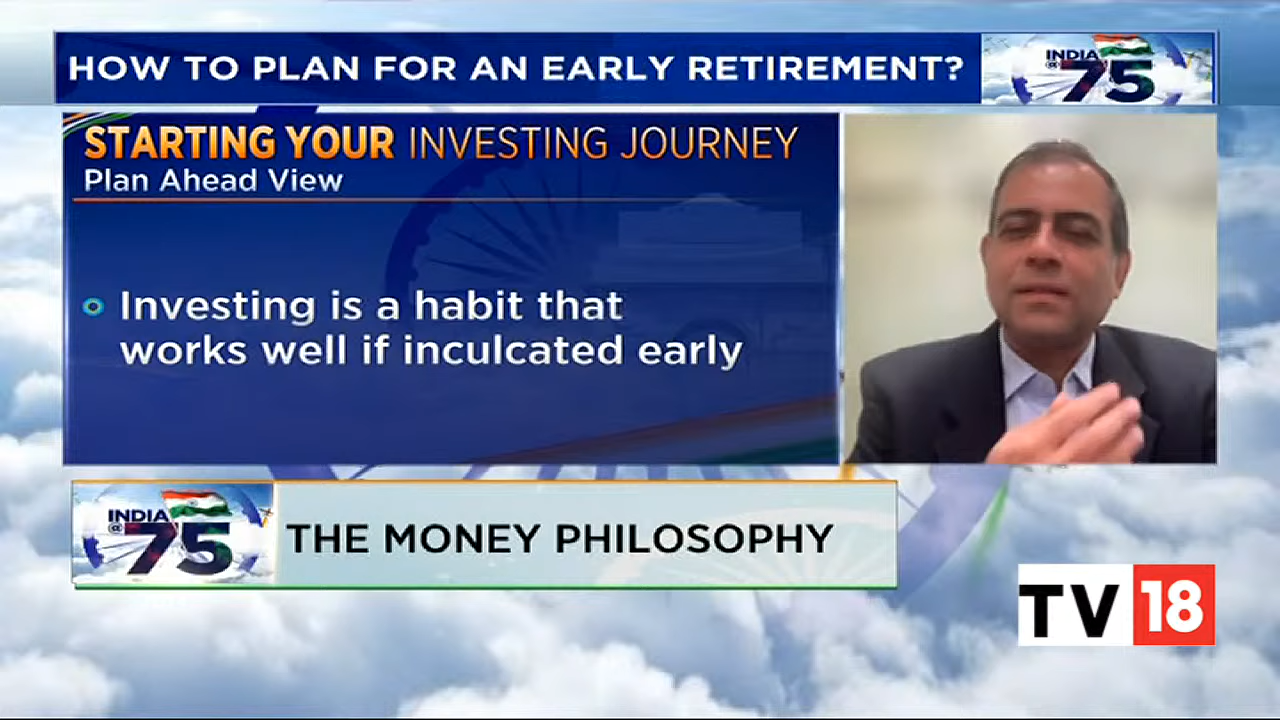 HOW TO PLAN FOR AN EARLY RETIREMENT?
INDIA
@75
STARTING YOUR INVESTING JOURNEY
Plan Ahead View
Investing is a habit that
works well if inculcated early
INDIA
@75
THE MONEY PHILOSOPHY
TV18